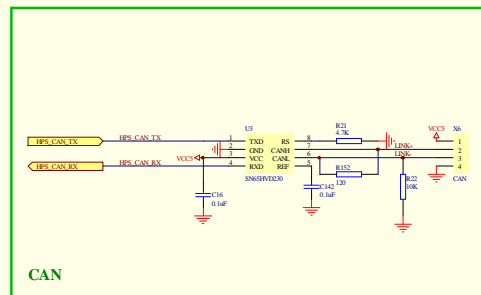 U3
R21
4.7K
VCC5
X6
HPS_CAN_TX
HPS_CAN_TX
1
TXD
RS
8
2
GND
CANH
7
LINK+
3
VCC
CANL
6
LINK-
4
RXD
REF
5
1
2
3
4
HPS_CAN_RX
HPS_CAN_RX
VCC5
SN65HVD230
R152
120
CAN
C16
0.1uF
C142
0.1uF
R22
10K
CAN